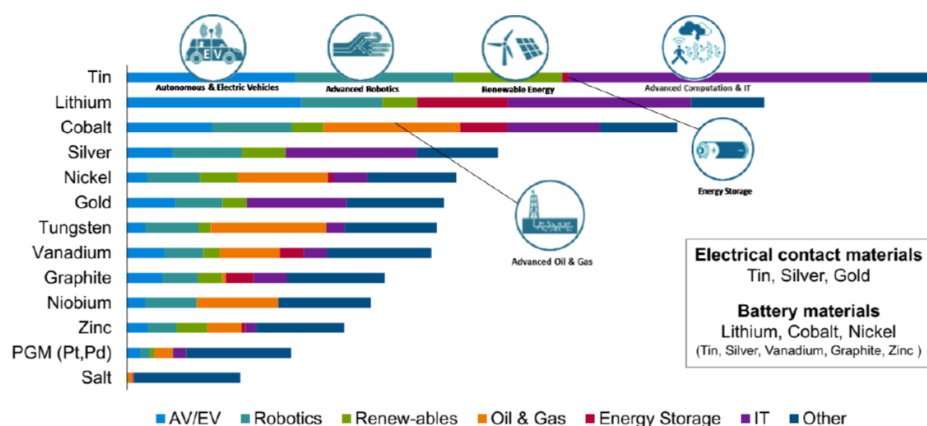 EV
Autonomous & Electric Vehicles
Advanced Robotics
Renewable Energy
Advanced Computation & IT
Tin
Lithium
Cobalt
Silver
Energy Storage
Nickel
Gold
Tungsten
Advanced Oil & Gas
Vanadium
Graphite
Niobium
Zinc
PGM (Pt,Pd)
Salt
Electrical contact materials
Tin, Silver, Gold
Battery materials
Lithium, Cobalt, Nickel
(Tin, Silver, Vanadium, Graphite, Zinc )
AV/EV Robotics Renew-ables Oil & Gas Energy Storage IT Other